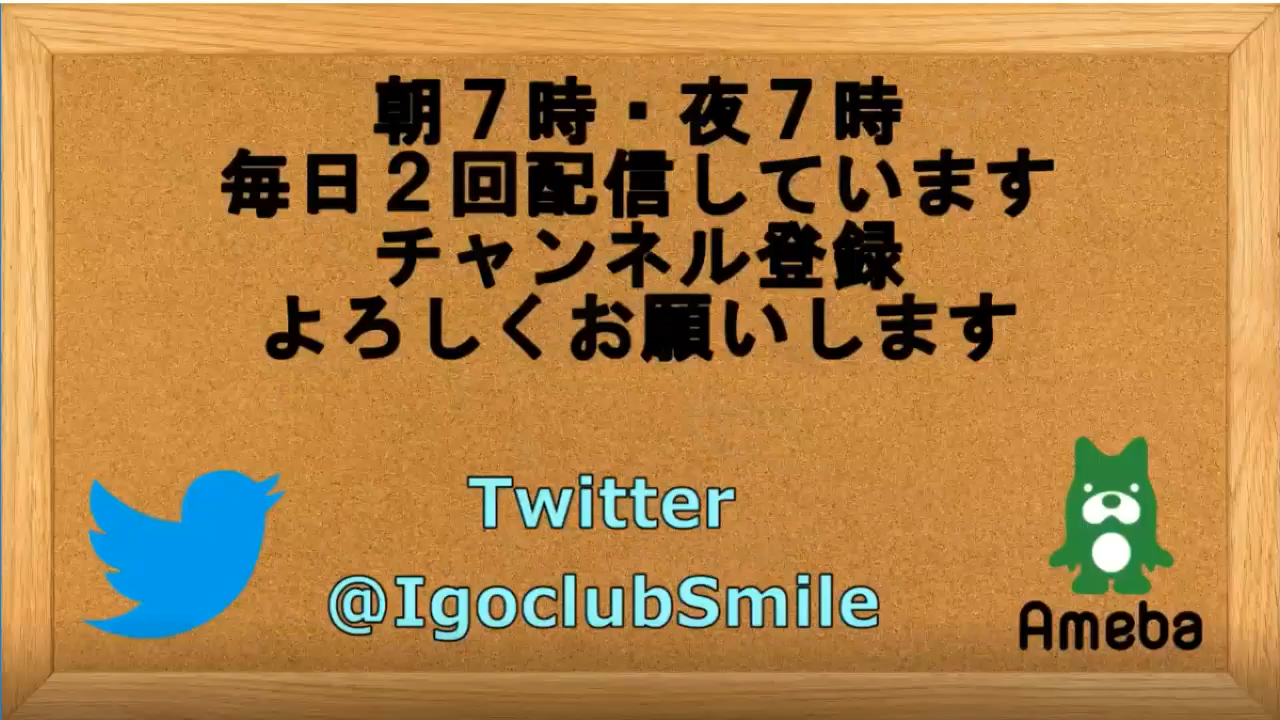 朝７時・夜７時
毎日２回配信しています
チャンネル登録
よろしくお願いします
Twitter
@IgoclubSmile
Ameba